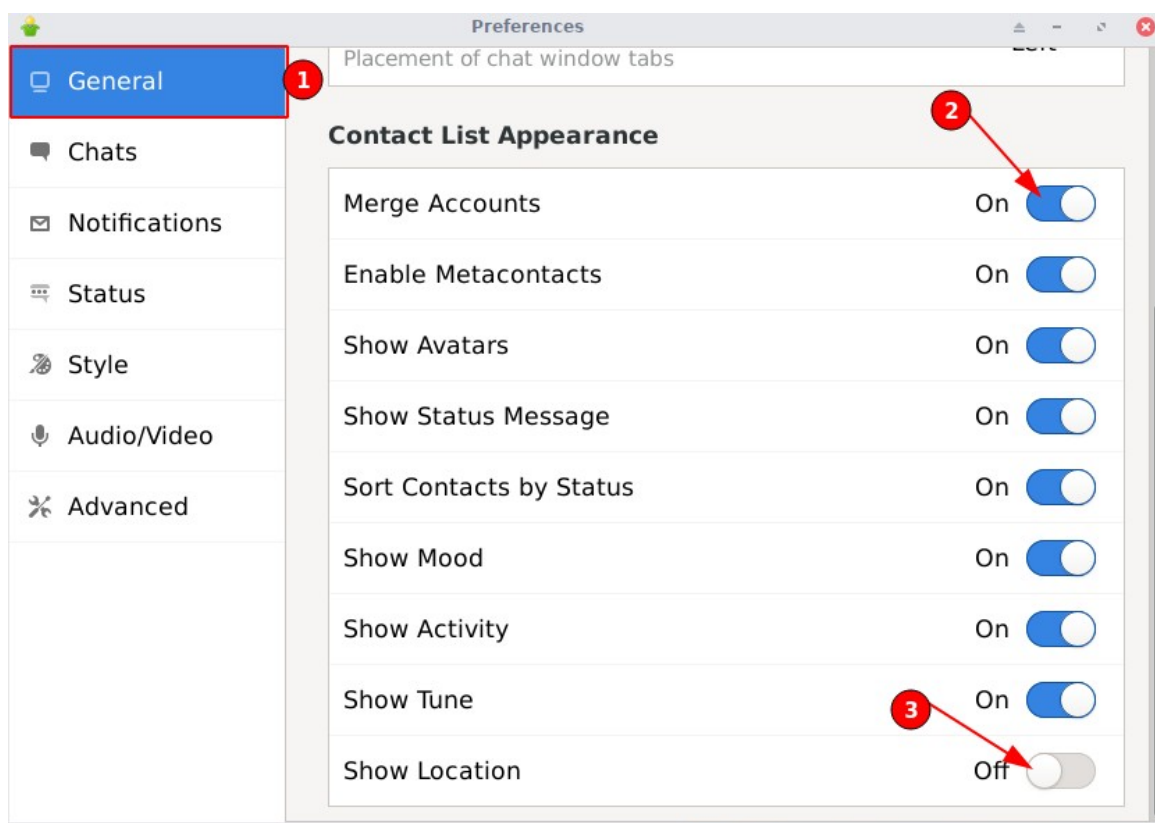 Preferences
General
1
Placement of chat window tabs
Chats
Notifications
Status
Style
Audio/Video
Advanced
Contact List Appearance
2
Merge Accounts On
Enable Metacontacts On
Show Avatars On
Show Status Message On
Sort Contacts by Status On
Show Mood On
Show Activity On
Show Tune On
3
Show Location Off